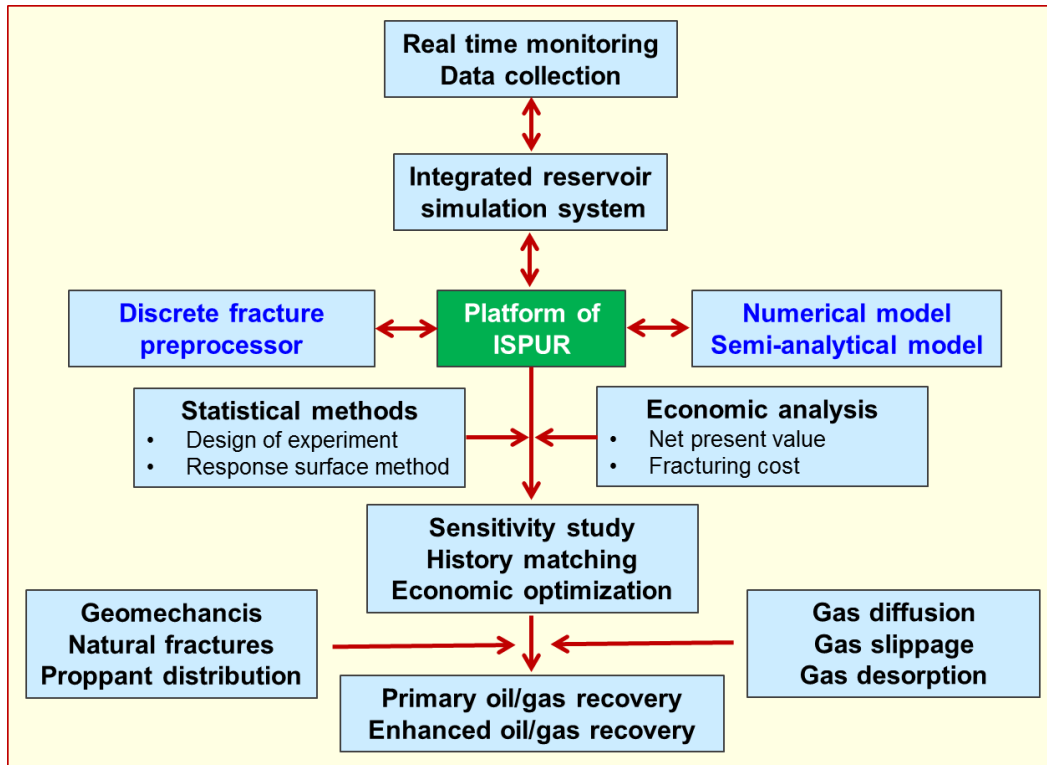 Real time monitoring
Data collection
Integrated reservoir
simulation system
Discrete fracture
preprocessor
Platform of
ISPUR
Numerical model
Semi-analytical model
Statistical methods
• Design of experiment
• Response surface method
Economic analysis
• Net present value
• Fracturing cost
Sensitivity study
History matching
Economic optimization
Geomechancis
Natural fractures
Proppant distribution
Gas diffusion
Gas slippage
Gas desorption
Primary oil/gas recovery
Enhanced oil/gas recovery